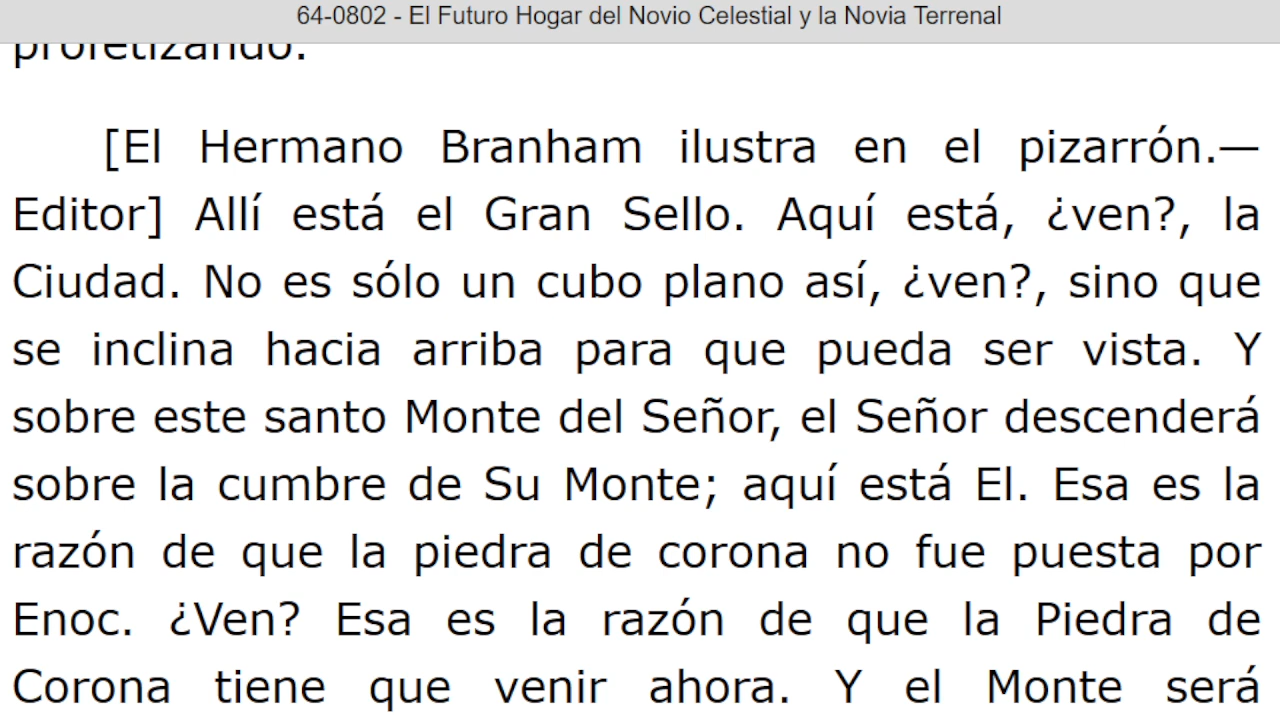 64-0802 - El Futuro Hogar del Novio Celestial y la Novia Terrenal
profetizando.
[El Hermano Branham ilustra en el pizarrón.—
Editor] Allí está el Gran Sello. Aquí está, ¿ven?, la
Ciudad. No es sólo un cubo plano así, ¿ven?, sino que
se inclina hacia arriba para que pueda ser vista. Y
sobre este santo Monte del Señor, el Señor descenderá
sobre la cumbre de Su Monte; aquí está El. Esa es la
razón de que la piedra de corona no fue puesta por
Enoc. ¿Ven? Esa es la razón de que la Piedra de
Corona tiene que venir ahora. Y el Monte será